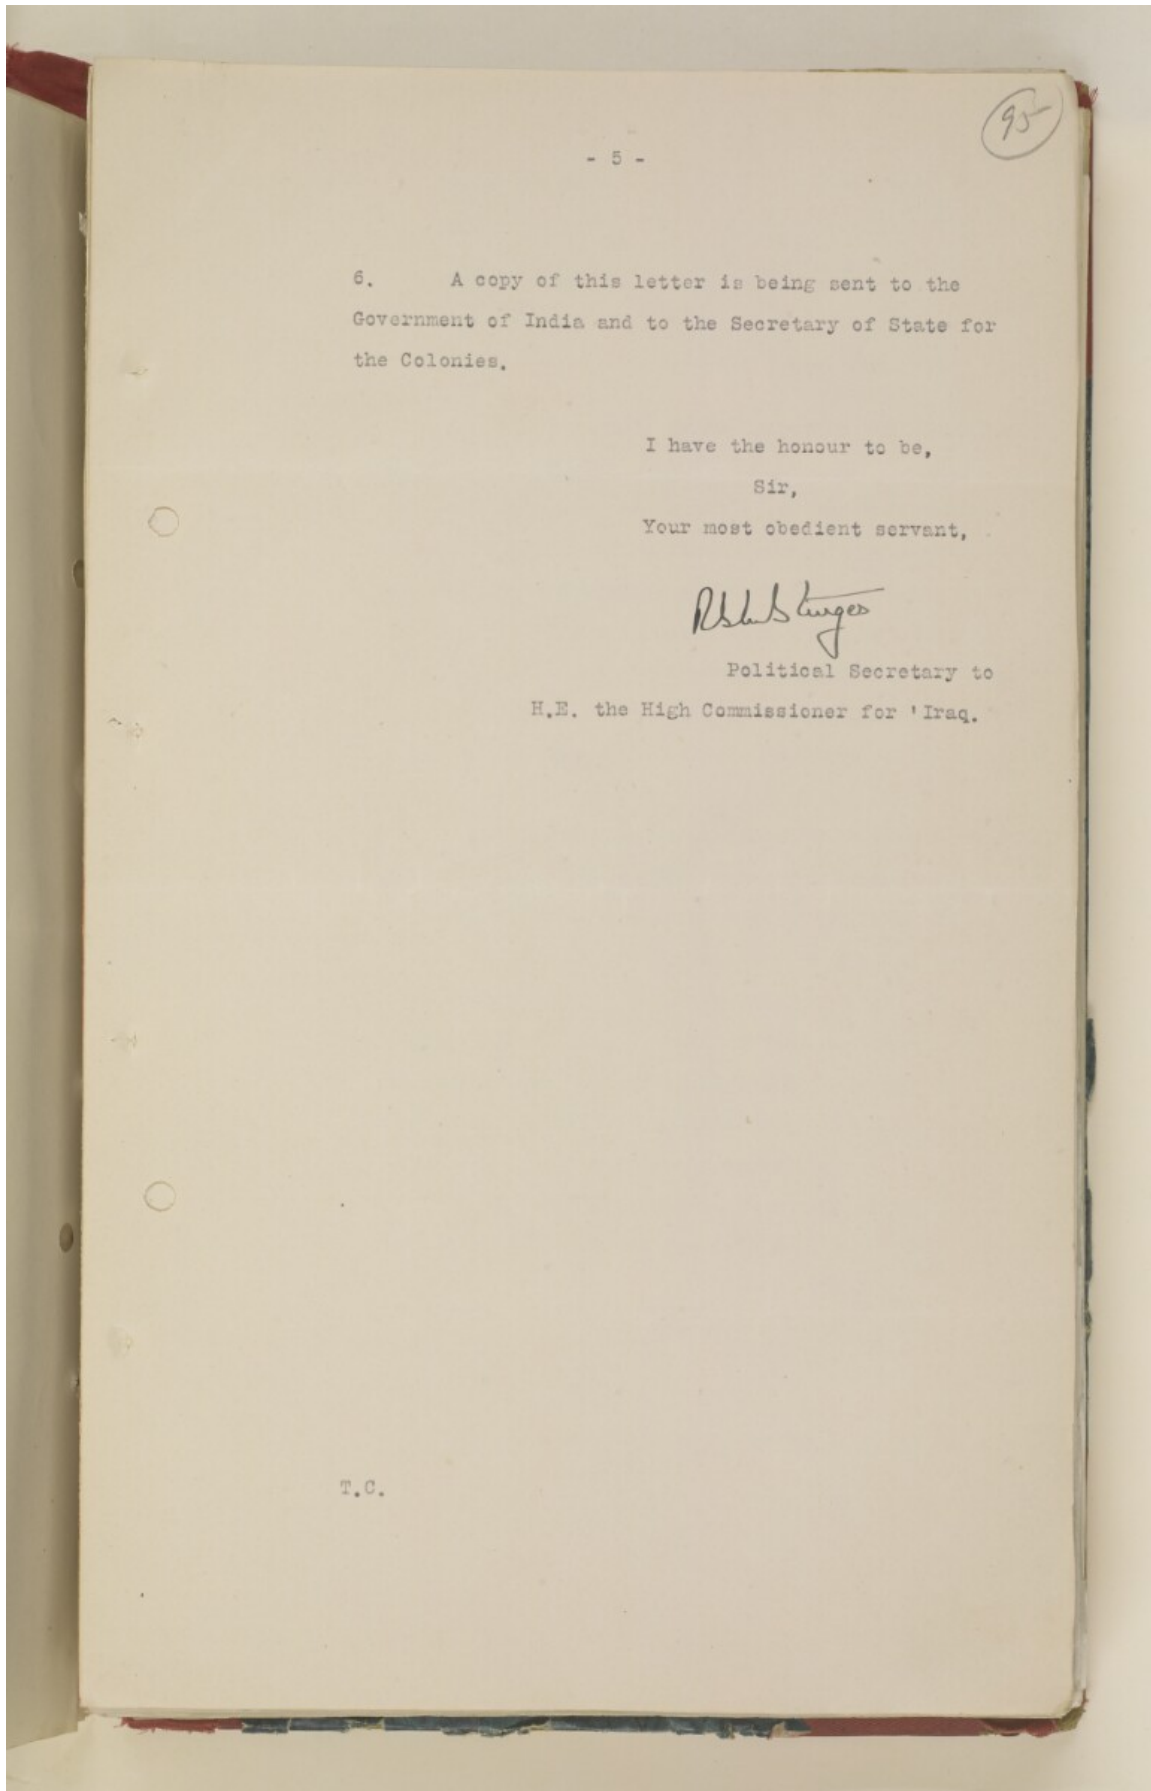 95
- 5 -
6. A copy of this letter is being sent to the
Government of India and to the Secretary of State for
the Colonies.
I have the honour to be,
Sir,
Your most obedient servant,
Sturges
Political Secretary to
H.E. the High Commissioner for 'Iraq.
T.C.